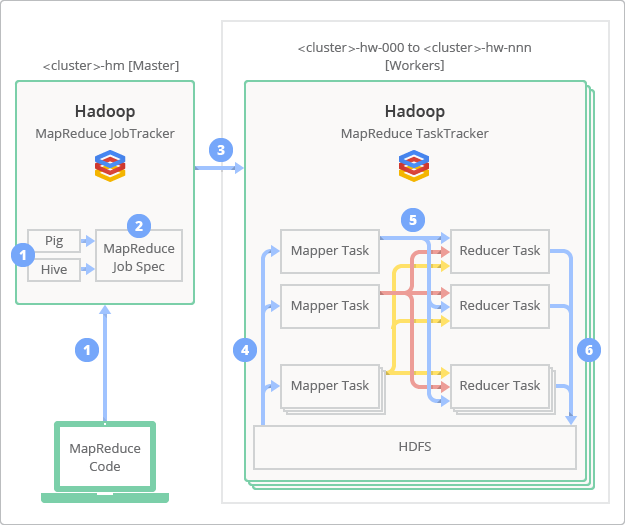 <cluster>-hm [Master]
<cluster>-hw-000 to <cluster>-hw-nnn
[Workers]
Hadoop
MapReduce JobTracker
Hadoop
MapReduce TaskTracker
3
1
Pig
Hive
2
MapReduce
Job Spec
1
MapReduce
Code
5
Mapper Task
Reducer Task
Mapper Task
Reducer Task
4
6
Mapper Task
Reducer Task
HDFS